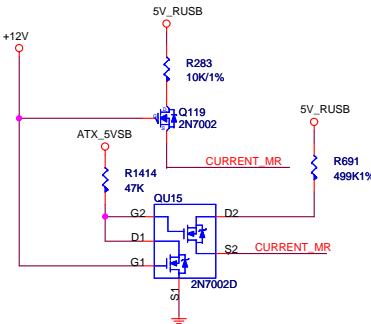 5V_RUSB
+12V
R283
10K/1%
Q119
2N7002
5V_RUSB
ATX_5VSB
CURRENT_MR
R1414
47K
R691
499K1%
QU15
G2
D2
D1
S2
CURRENT_MR
G1
2N7002D
S1